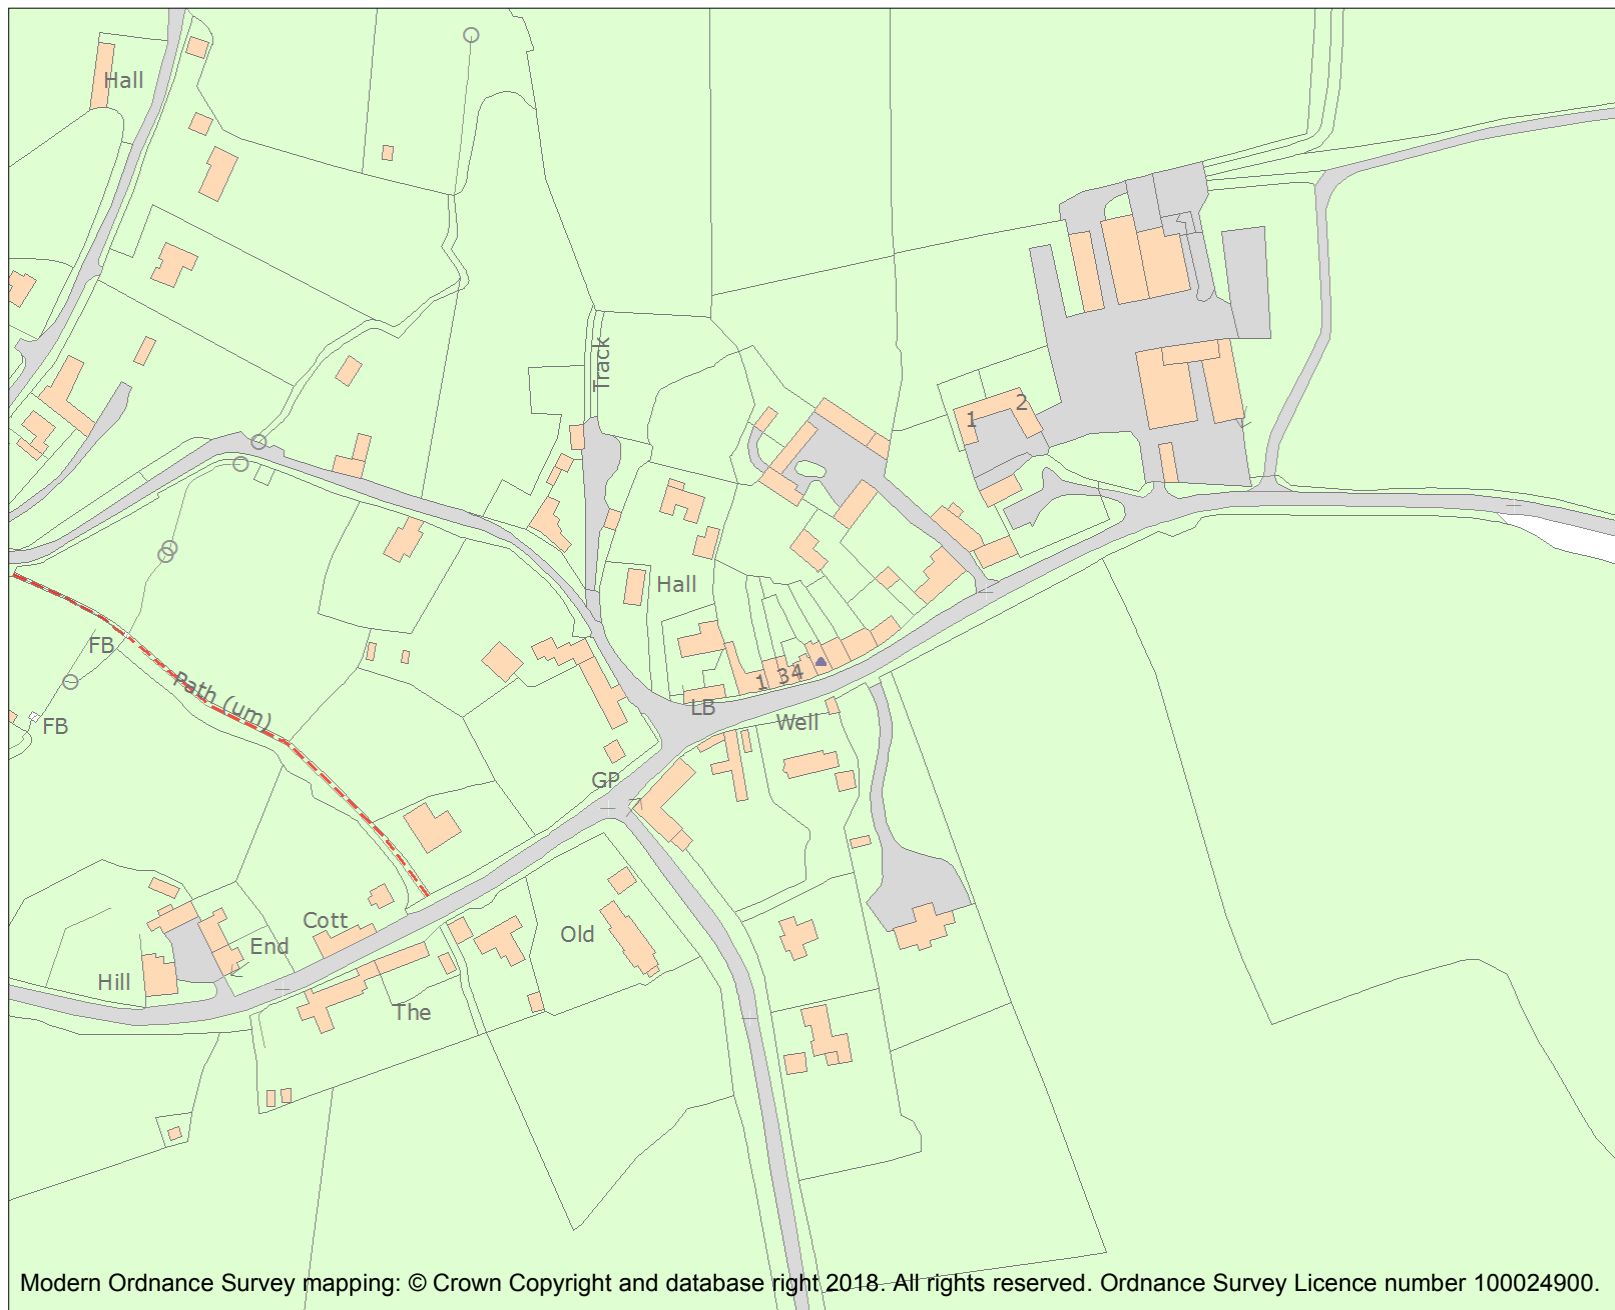 Hall
Track
1
2
Hall
FB
Path (um)
FB
1
34
LB
Well
GP
Cott
End
Old
Hill
The
Modern Ordnance Survey mapping: © Crown Copyright and database right 2018. All rights reserved. Ordnance Survey Licence number 100024900.